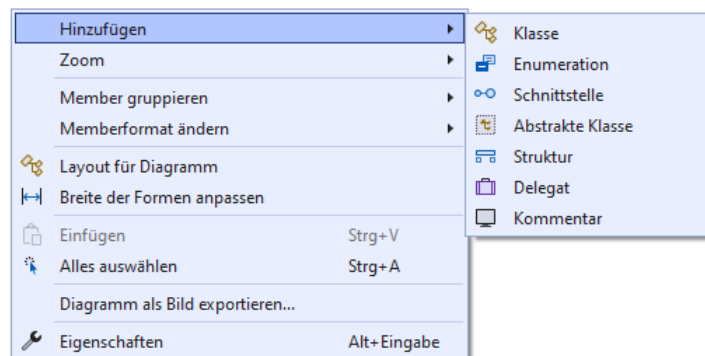 Hinzufügen
Zoom
Member gruppieren
Memberformat ändern
Layout für Diagramm
Breite der Formen anpassen
Einfügen Strg+V
Alles auswählen Strg+A
Diagramm als Bild exportieren...
Eigenschaften Alt+Eingabe
Klasse
Enumeration
Schnittstelle
Abstrakte Klasse
Struktur
Delegat
Kommentar